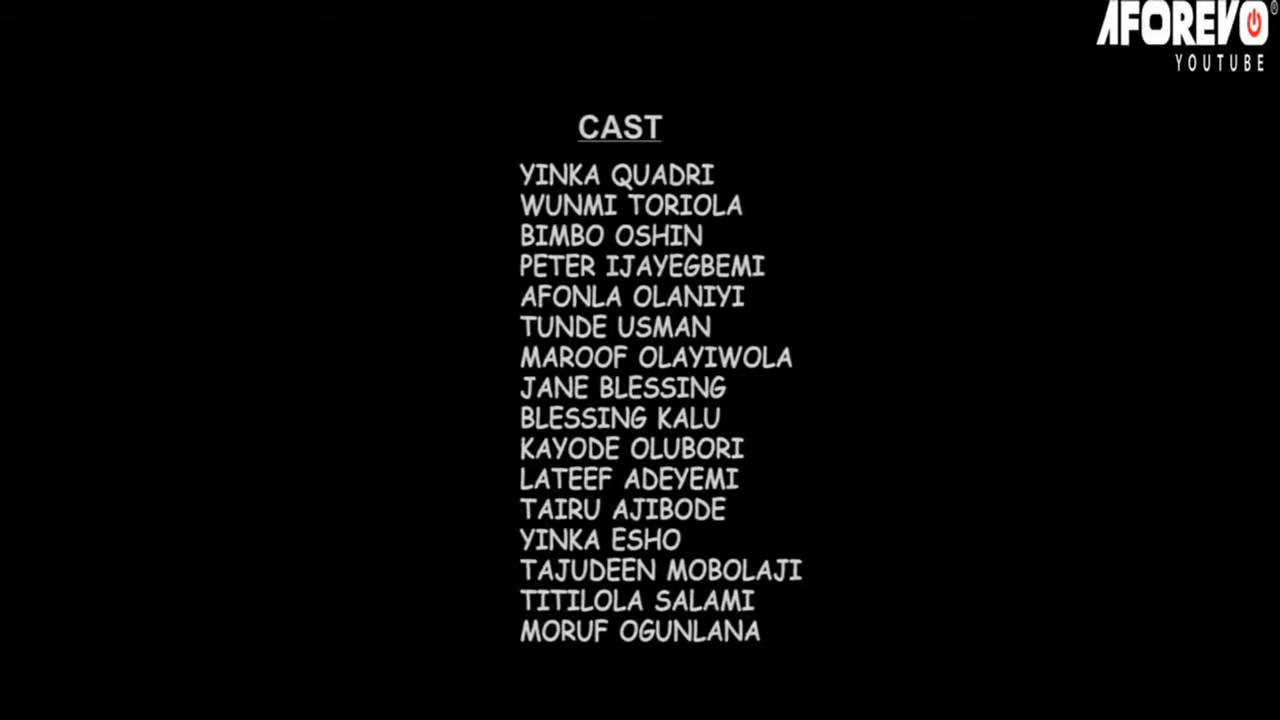 AFOREVO®
YOUTUBE
CAST
YINKA QUADRI
WUNMI TORIOLA
BIMBO OSHIN
PETER IJAYEGBEMI
AFONLA OLANIYI
TUNDE USMAN
MAROOF OLAYIWOLA
JANE BLESSING
BLESSING KALU
KAYODE OLUBORI
LATEEF ADEYEMI
TAIRU AJIBODE
YINKA ESHO
TAJUDEEN MOBOLAJI
TITILOLA SALAMI
MORUF OGUNLANA